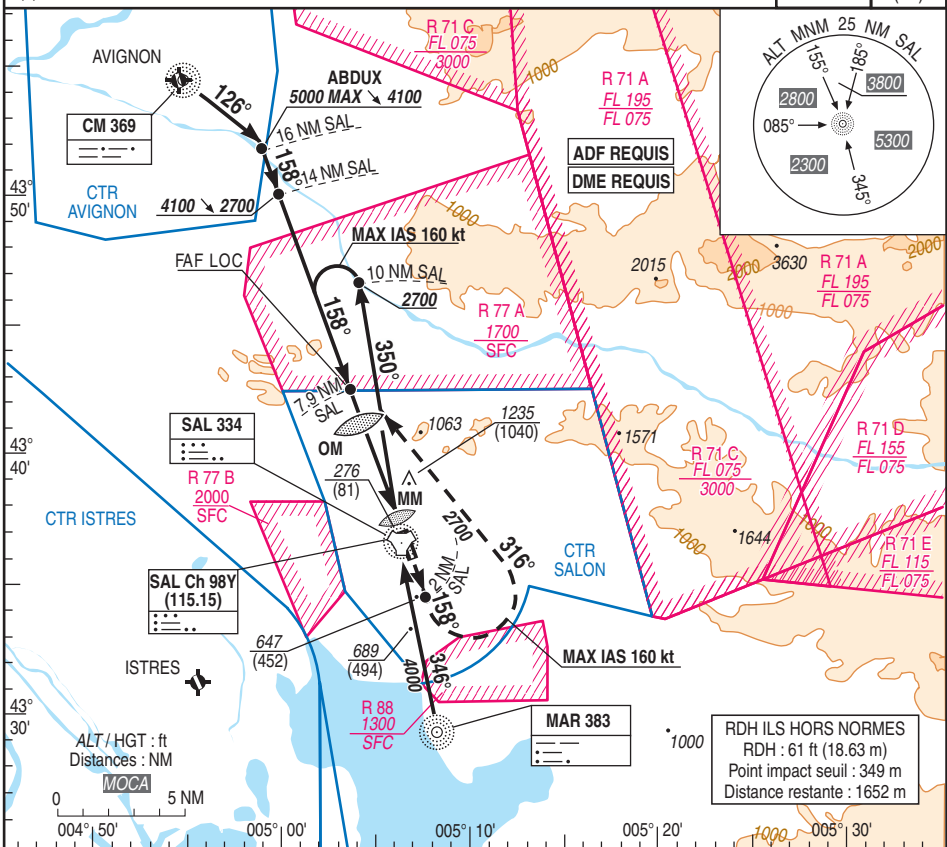 AVIGNON
CM 369
126°
ABDUX
5000 MAX ↘ 4100
16 NM SAL
158°
14 NM SAL
4100 ↘ 2700
CTR
AVIGNON
43°
50'
R 71 C
FL 075
3000
1000
R 71 A
FL 195
FL 075
ADF REQUIS
DME REQUIS
ALT MNM 25 NM SAL
155°
185°
2800
3800
085°
5300
2300
345°
1000
MAX IAS 160 kt
FAF LOC
10 NM SAL
2700
158°
350°
R 77 A
1700
SFC
2015
2000
3630
1000
2000
R 71 A
FL 195
FL 075
7.9 NM
SAL
OM
SAL 334
1063
1235
(1040)
1571
43°
40'
R 77 B
2000
SFC
276
(81)
MM
R 71 C
FL 075
3000
R 71 D
FL 155
FL 075
CTR ISTRES
2700
316°
1000
1644
1000
R 71 E
FL 115
FL 075
SAL Ch 98Y
(115.15)
2 NM
SAL
158°
CTR
SALON
647
(452)
689
(494)
4000
346°
MAX IAS 160 kt
ISTRES
43°
30'
R 88
1300
SFC
MAR 383
1000
RDH ILS HORS NORMES
RDH : 61 ft (18.63 m)
Point impact seuil : 349 m
Distance restante : 1652 m
ALT / HGT : ft
Distances : NM
MOCA
0 5 NM
1000
004° 50' 005° 00' 005° 10' 005° 20' 005° 30'